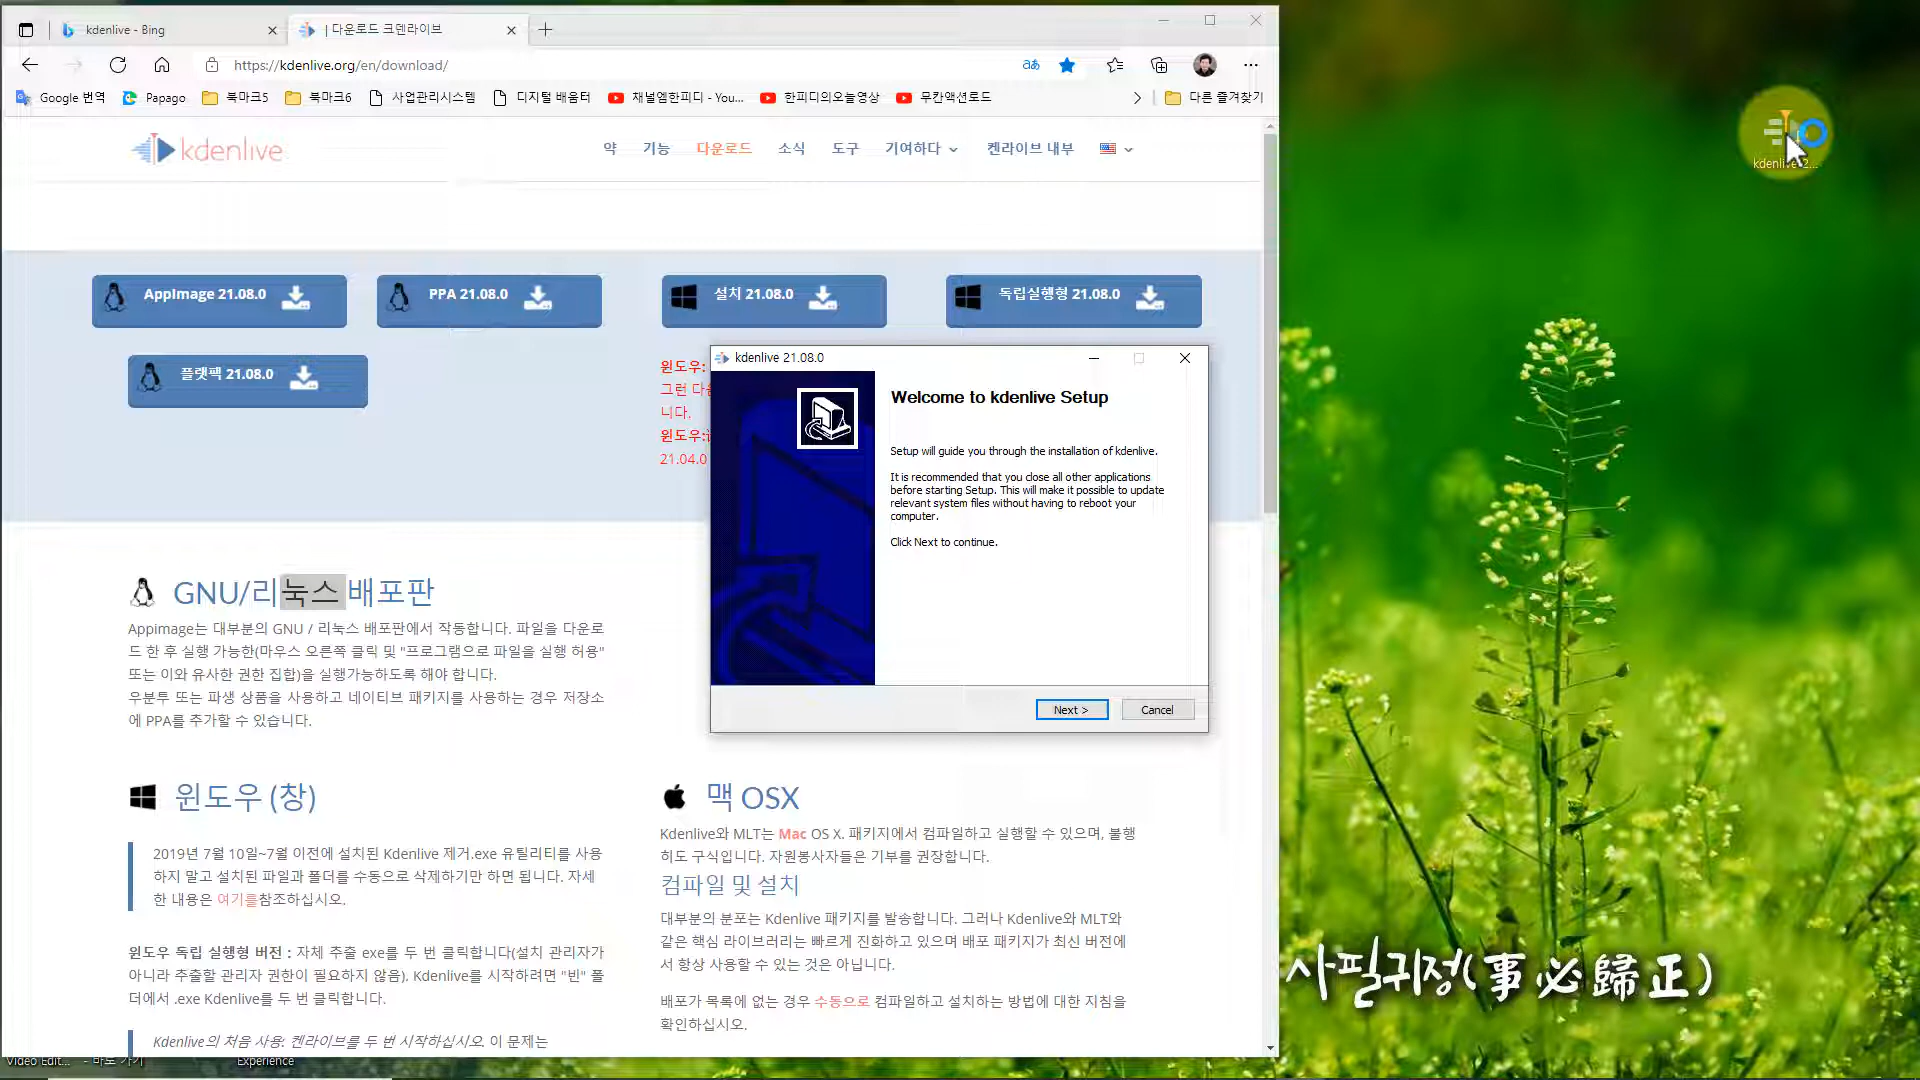 kdenlive - Bing
| 다운로드 크덴라이브
https://kdenlive.org/en/download/
Google 번역
Papago
북마크5
북마크6
사업관리시스템
디지털 배움터
채널엠한피디 - You...
한피디의오늘영상
무칸액션로드
다른 즐겨찾기
kdenlive
약
기능
다운로드
소식
도구
기여하다
켄라이브 내부
AppImage 21.08.0
PPA 21.08.0
설치 21.08.0
독립실행형 21.08.0
플랫팩 21.08.0
윈도우:
그런 다
니다.
윈도우:
21.04.0
kdenlive 21.08.0
Welcome to kdenlive Setup
Setup will guide you through the installation of kdenlive.
It is recommended that you close all other applications
before starting Setup. This will make it possible to update
relevant system files without having to reboot your
computer.
Click Next to continue.
Next >
Cancel
GNU/리눅스 배포판
Appimage는 대부분의 GNU / 리눅스 배포판에서 작동합니다. 파일을 다운로
드 한 후 실행 가능한(마우스 오른쪽 클릭 및 "프로그램으로 파일을 실행 허용"
또는 이와 유사한 권한 집합)을 실행가능하도록 해야 합니다.
우분투 또는 파생 상품을 사용하고 네이티브 패키지를 사용하는 경우 저장소
에 PPA를 추가할 수 있습니다.
윈도우 (창)
2019년 7월 10일~7월 이전에 설치된 Kdenlive 제거.exe 유틸리티를 사용
하지 말고 설치된 파일과 폴더를 수동으로 삭제하기만 하면 됩니다. 자세
한 내용은 여기를참조하십시오.
윈도우 독립 실행형 버전 : 자체 추출 exe를 두 번 클릭합니다(설치 관리자가
아니라 추출할 관리자 권한이 필요하지 않음). Kdenlive를 시작하려면 "빈" 폴
더에서 .exe Kdenlive를 두 번 클릭합니다.
Kdenlive의 처음 사용: 켄라이브를 두 번 시작하십시오. 이 문제는
맥 OSX
Kdenlive와 MLT는 Mac OS X. 패키지에서 컴파일하고 실행할 수 있으며, 불행
히도 구식입니다. 자원봉사자들은 기부를 권장합니다.
컴파일 및 설치
대부분의 분포는 Kdenlive 패키지를 발송합니다. 그러나 Kdenlive와 MLT와
같은 핵심 라이브러리는 빠르게 진화하고 있으며 배포 패키지가 최신 버전에
서 항상 사용할 수 있는 것은 아닙니다.
배포가 목록에 없는 경우 수동으로 컴파일하고 설치하는 방법에 대한 지침을
확인하십시오.
사필귀정(事必歸正)
Video Edit... - 바로 가기
Experience